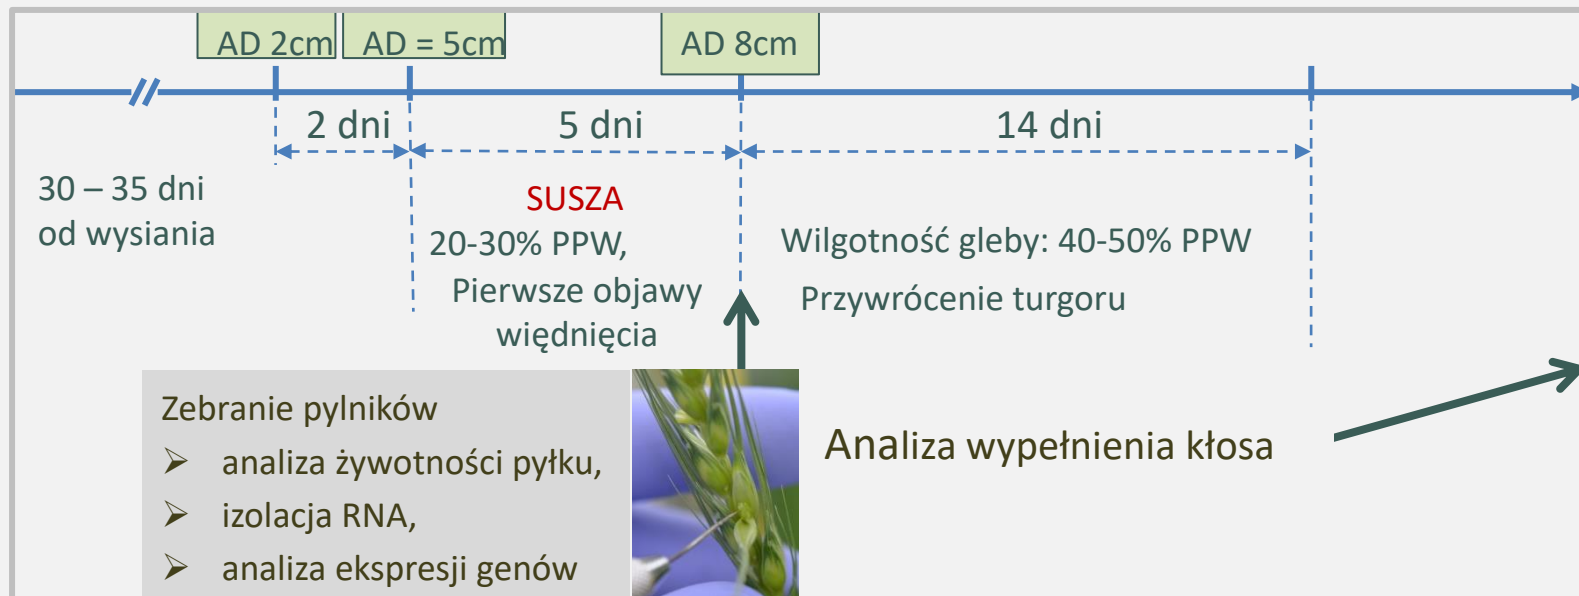 AD 2cm
AD = 5cm
AD 8cm
2 dni
5 dni
14 dni
30 – 35 dni
od wysiania
SUSZA
20-30% PPW,
Pierwsze objawy
więdnięcia
Wilgotność gleby: 40-50% PPW
Przywrócenie turgoru
Zebranie pylników
➢ analiza żywotności pyłku,
➢ izolacja RNA,
➢ analiza ekspresji genów
Analiza wypełnienia kłosa